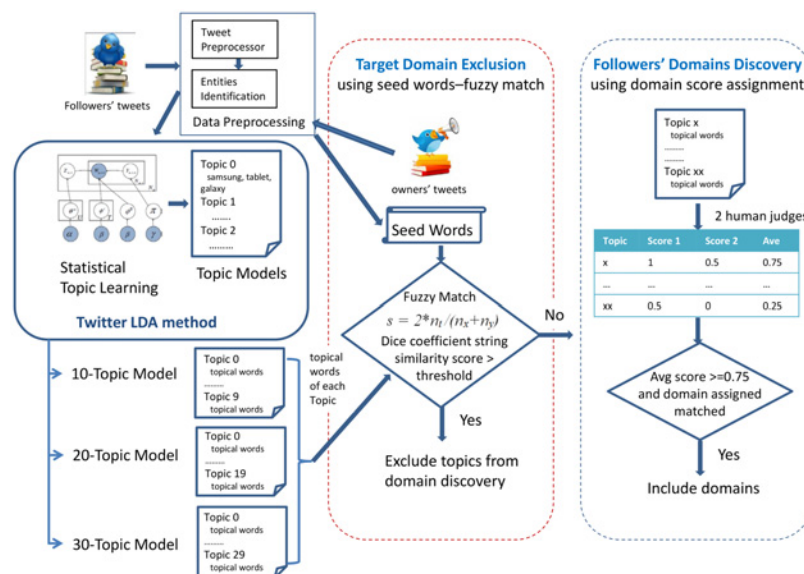 Tweet
Preprocessor
Entities
Identification
Data Preprocessing
Followers' tweets
Target Domain Exclusion
using seed words–fuzzy match
owners' tweets
Seed Words
Fuzzy Match
s = 2*nₜ/(nₓ+nᵧ)
Dice coefficient string
similarity score >
threshold
No
Yes
Exclude topics from
domain discovery
Followers' Domains Discovery
using domain score assignment
Topic x
topical words
........
........
Topic xx
topical words
2 human judges
Topic Score 1 Score 2 Ave
x 1 0.5 0.75
... ... ... ...
xx 0.5 0 0.25
Avg score >=0.75
and domain assigned
matched
Yes
Include domains
Topic 0
samsung, tablet,
galaxy
Topic 1
........
Topic 2
.........
Statistical
Topic Learning
Topic Models
α β β γ
Twitter LDA method
topical
words
of each
Topic
10-Topic Model
Topic 0
topical words
........
Topic 9
topical words
20-Topic Model
Topic 0
topical words
........
Topic 19
topical words
30-Topic Model
Topic 0
topical words
........
Topic 29
topical words